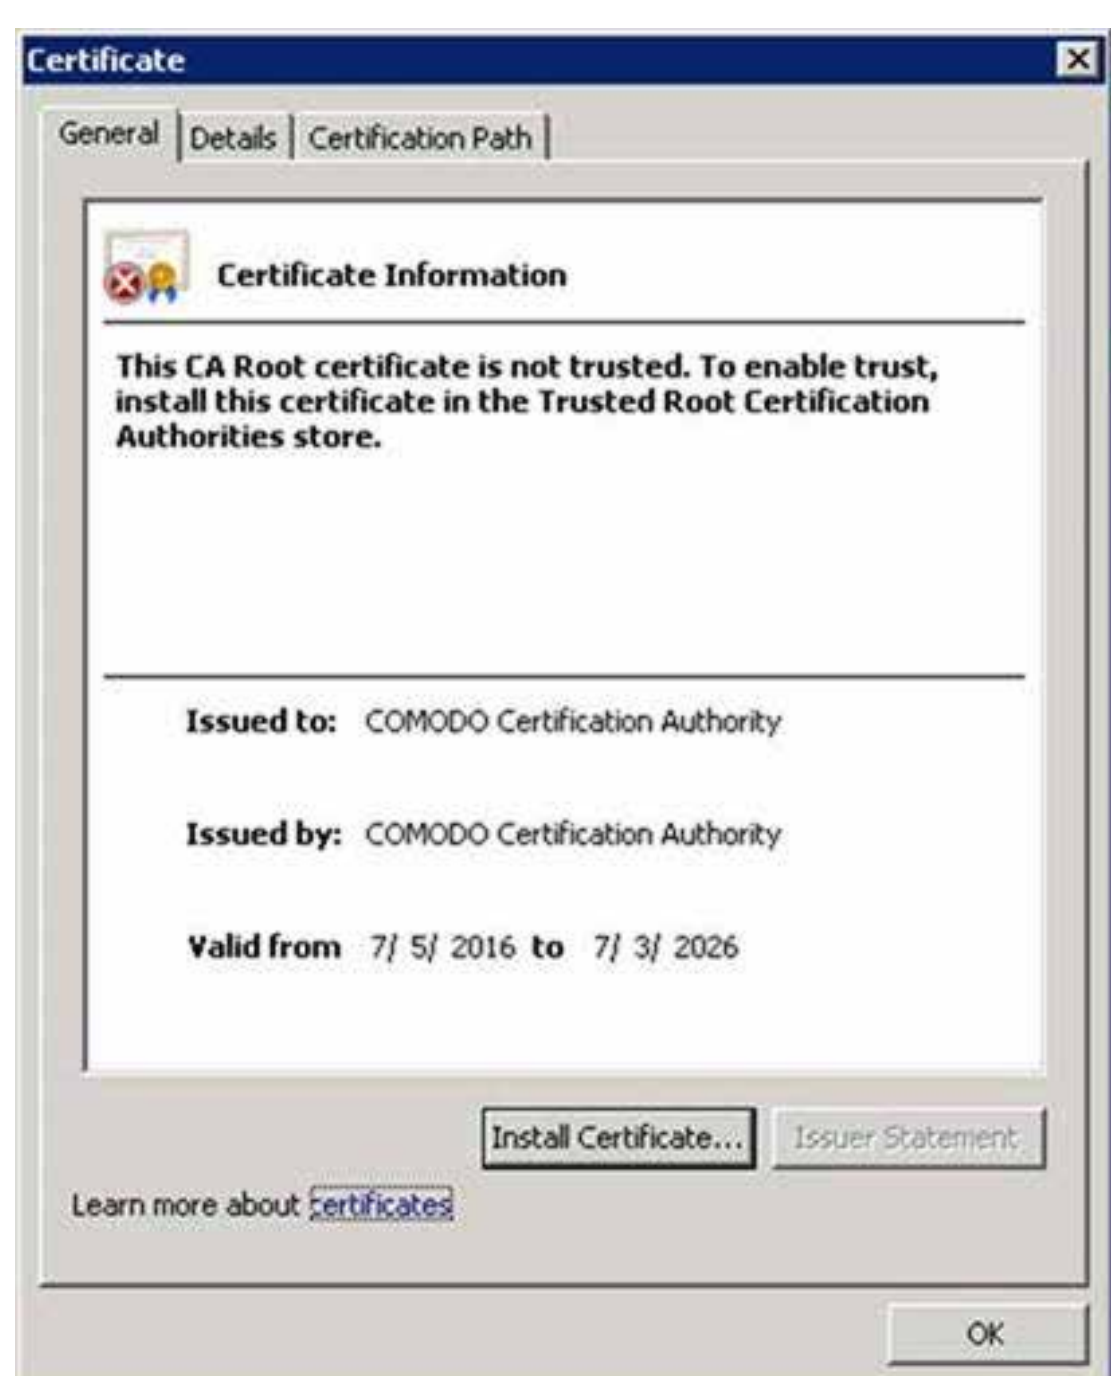 Certificate
General
Details
Certification Path
Certificate Information
This CA Root certificate is not trusted. To enable trust,
install this certificate in the Trusted Root Certification
Authorities store.
Issued to: COMODO Certification Authority
Issued by: COMODO Certification Authority
Valid from 7/ 5/ 2016 to 7/ 3/ 2026
Install Certificate...
Issuer Statement
Learn more about certificates
OK